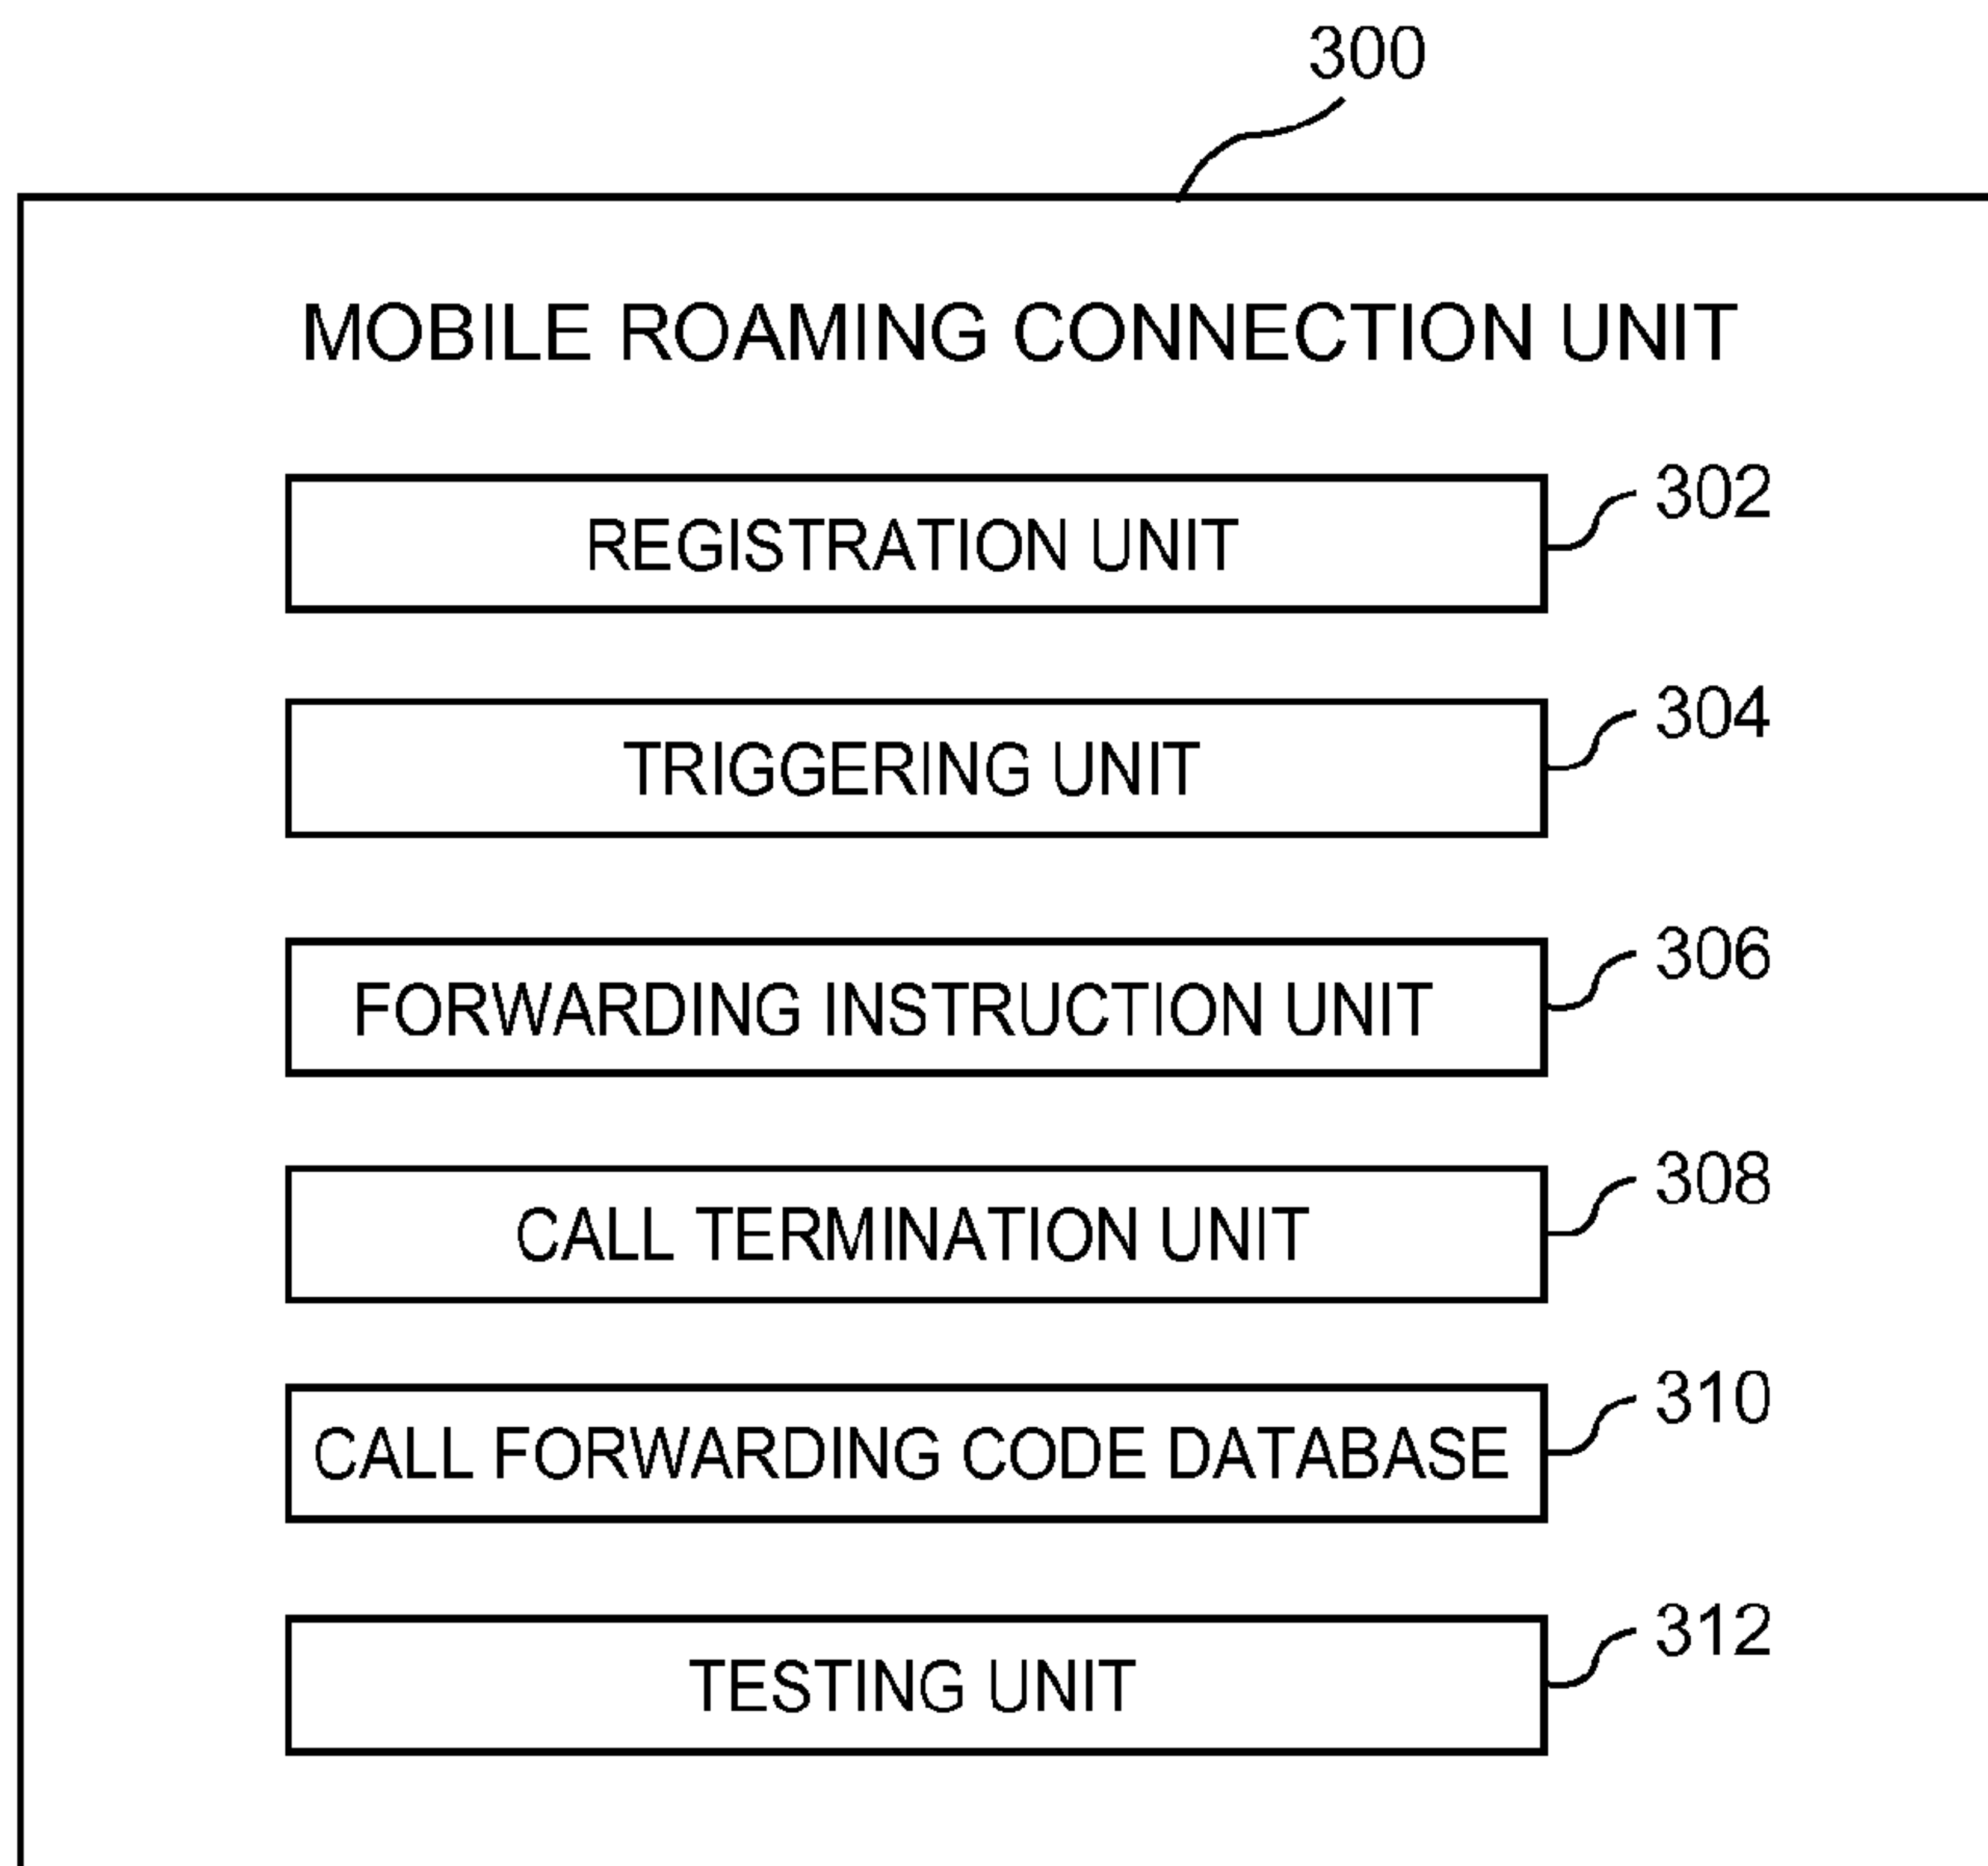 300
MOBILE ROAMING CONNECTION UNIT
REGISTRATION UNIT
302
TRIGGERING UNIT
304
FORWARDING INSTRUCTION UNIT
306
CALL TERMINATION UNIT
308
CALL FORWARDING CODE DATABASE
310
TESTING UNIT
312